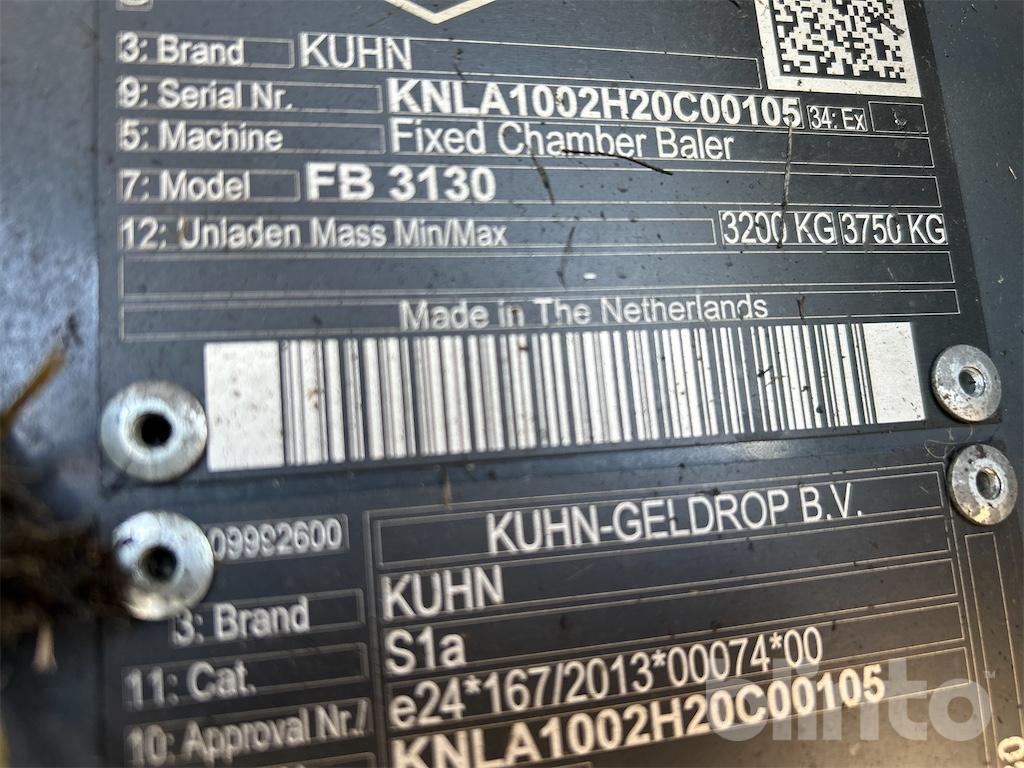 3: Brand KUHN
9: Serial Nr. KNLA1002H20C00105 34: Ex
5: Machine Fixed Chamber Baler
7: Model FB 3130
12: Unladen Mass Min/Max 3200 KG 3750 KG
Made in The Netherlands
09992600 KUHN-GELDROP B.V.
3: Brand KUHN
11: Cat. S1a
10: Approval Nr./ e24*167/2013*00074*00
KNLA1002H20C00105
blinto™